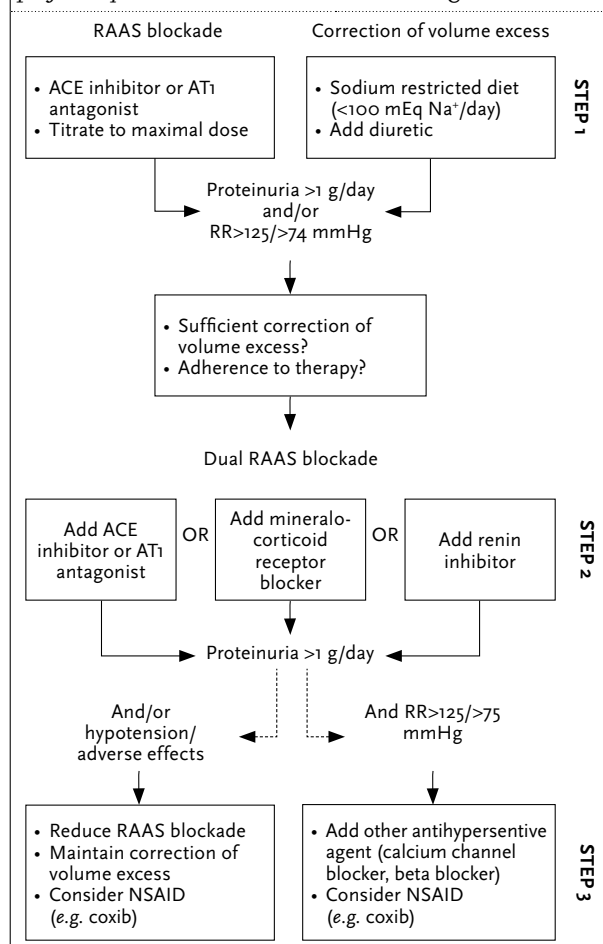 RAAS blockade
Correction of volume excess
• ACE inhibitor or AT1
antagonist
• Titrate to maximal dose
• Sodium restricted diet
(<100 mEq Na⁺/day)
• Add diuretic
STEP 1
Proteinuria >1 g/day
and/or
RR>125/>74 mmHg
• Sufficient correction of
volume excess?
• Adherence to therapy?
Dual RAAS blockade
Add ACE
inhibitor or AT1
antagonist
OR
Add mineralo-
corticoid
receptor
blocker
OR
Add renin
inhibitor
STEP 2
Proteinuria >1 g/day
And/or
hypotension/
adverse effects
And RR>125/>75
mmHg
• Reduce RAAS blockade
• Maintain correction of
volume excess
• Consider NSAID
(e.g. coxib)
• Add other antihypersentive
agent (calcium channel
blocker, beta blocker)
• Consider NSAID
(e.g. coxib)
STEP 3